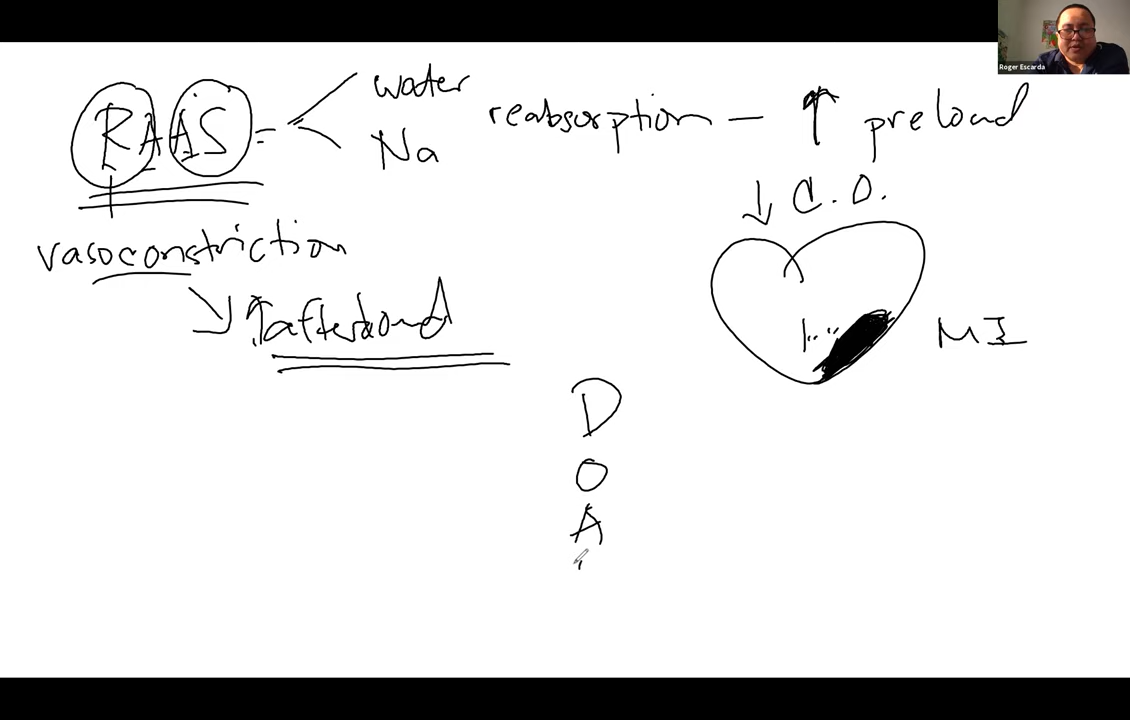 Roger Escarda
RAAS = water
Na
reabsorption — ↑ preload
↓ C.O.
vasoconstriction
↑ afterload
MI
D
O
A